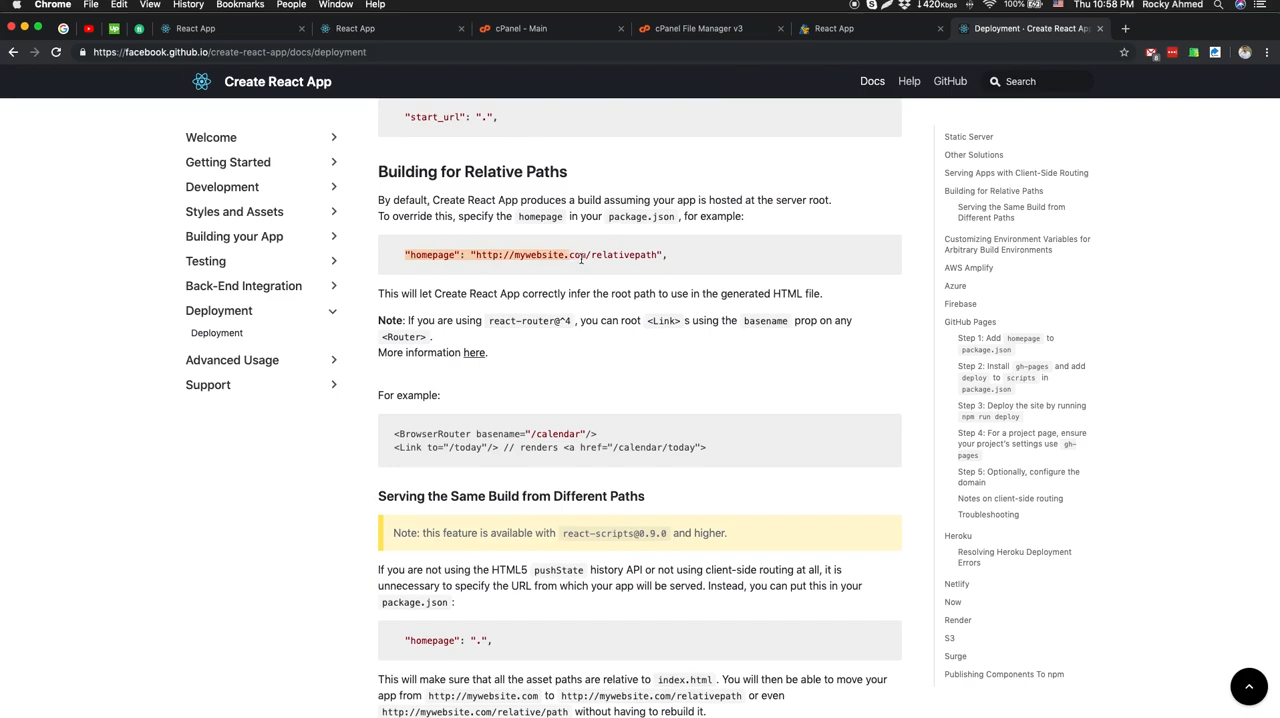 Chrome File Edit View History Bookmarks People Window Help
420Kbps 100% Thu 10:58 PM Rocky Ahmed
React App
React App
cPanel - Main
cPanel File Manager v3
React App
Deployment · Create React App
https://facebook.github.io/create-react-app/docs/deployment
Create React App
Docs Help GitHub Search
Welcome
Getting Started
Development
Styles and Assets
Building your App
Testing
Back-End Integration
Deployment
Deployment
Advanced Usage
Support
"start_url": ".",
Building for Relative Paths
By default, Create React App produces a build assuming your app is hosted at the server root.
To override this, specify the homepage in your package.json, for example:
"homepage": "http://mywebsite.com/relativepath",
This will let Create React App correctly infer the root path to use in the generated HTML file.
Note: If you are using react-router@^4, you can root <Link>s using the basename prop on any
<Router>.
More information here.
For example:
<BrowserRouter basename="/calendar"/>
<Link to="/today"/> // renders <a href="/calendar/today">
Serving the Same Build from Different Paths
Note: this feature is available with react-scripts@0.9.0 and higher.
If you are not using the HTML5 pushState history API or not using client-side routing at all, it is
unnecessary to specify the URL from which your app will be served. Instead, you can put this in your
package.json:
"homepage": ".",
This will make sure that all the asset paths are relative to index.html. You will then be able to move your
app from http://mywebsite.com to http://mywebsite.com/relativepath or even
http://mywebsite.com/relative/path without having to rebuild it.
Static Server
Other Solutions
Serving Apps with Client-Side Routing
Building for Relative Paths
Serving the Same Build from
Different Paths
Customizing Environment Variables for
Arbitrary Build Environments
AWS Amplify
Azure
Firebase
GitHub Pages
Step 1: Add homepage to
package.json
Step 2: Install gh-pages and add
deploy to scripts in
package.json
Step 3: Deploy the site by running
npm run deploy
Step 4: For a project page, ensure
your project's settings use gh-
pages
Step 5: Optionally, configure the
domain
Notes on client-side routing
Troubleshooting
Heroku
Resolving Heroku Deployment
Errors
Netlify
Now
Render
S3
Surge
Publishing Components To npm